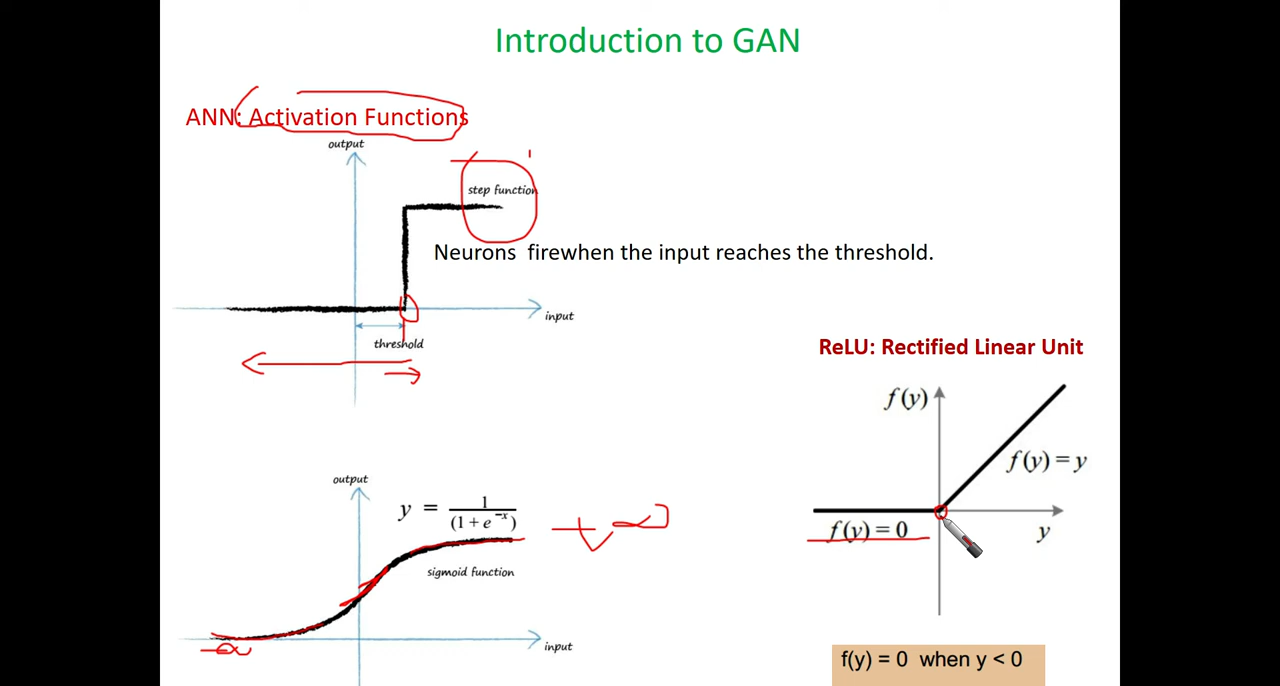 Introduction to GAN
ANN: Activation Functions
output
step function
Neurons firewhen the input reaches the threshold.
input
threshold
ReLU: Rectified Linear Unit
f(y)
f(y) = y
f(y) = 0
y
output
y = 1 / (1 + e^-x)
+ve ∞
sigmoid function
-∞
input
f(y) = 0 when y < 0